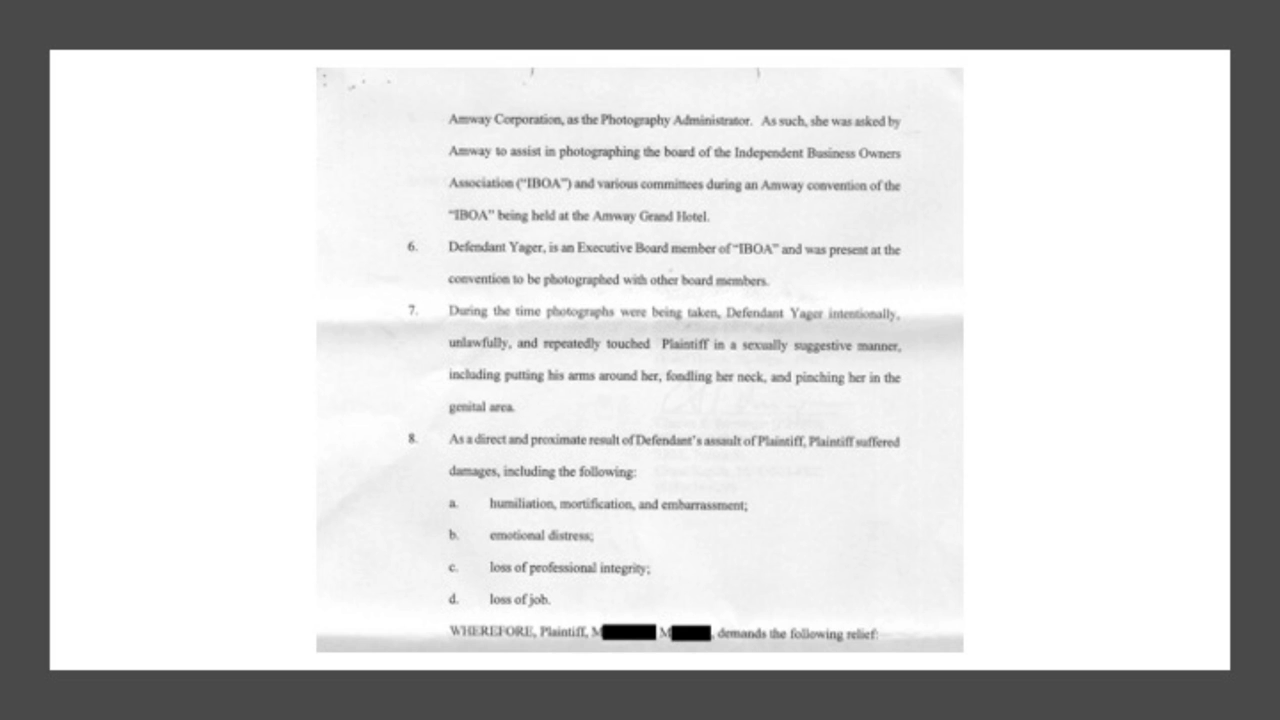 Amway Corporation, as the Photography Administrator. As such, she was asked by
Amway to assist in photographing the board of the Independent Business Owners
Association ("IBOA") and various committees during an Amway convention of the
"IBOA" being held at the Amway Grand Hotel.
6. Defendant Yager, is an Executive Board member of "IBOA" and was present at the
convention to be photographed with other board members.
7. During the time photographs were being taken, Defendant Yager intentionally,
unlawfully, and repeatedly touched Plaintiff in a sexually suggestive manner,
including putting his arms around her, fondling her neck, and pinching her in the
genital area.
8. As a direct and proximate result of Defendant's assault of Plaintiff, Plaintiff suffered
damages, including the following:
a. humiliation, mortification, and embarrassment;
b. emotional distress;
c. loss of professional integrity;
d. loss of job.
WHEREFORE, Plaintiff, M M , demands the following relief: